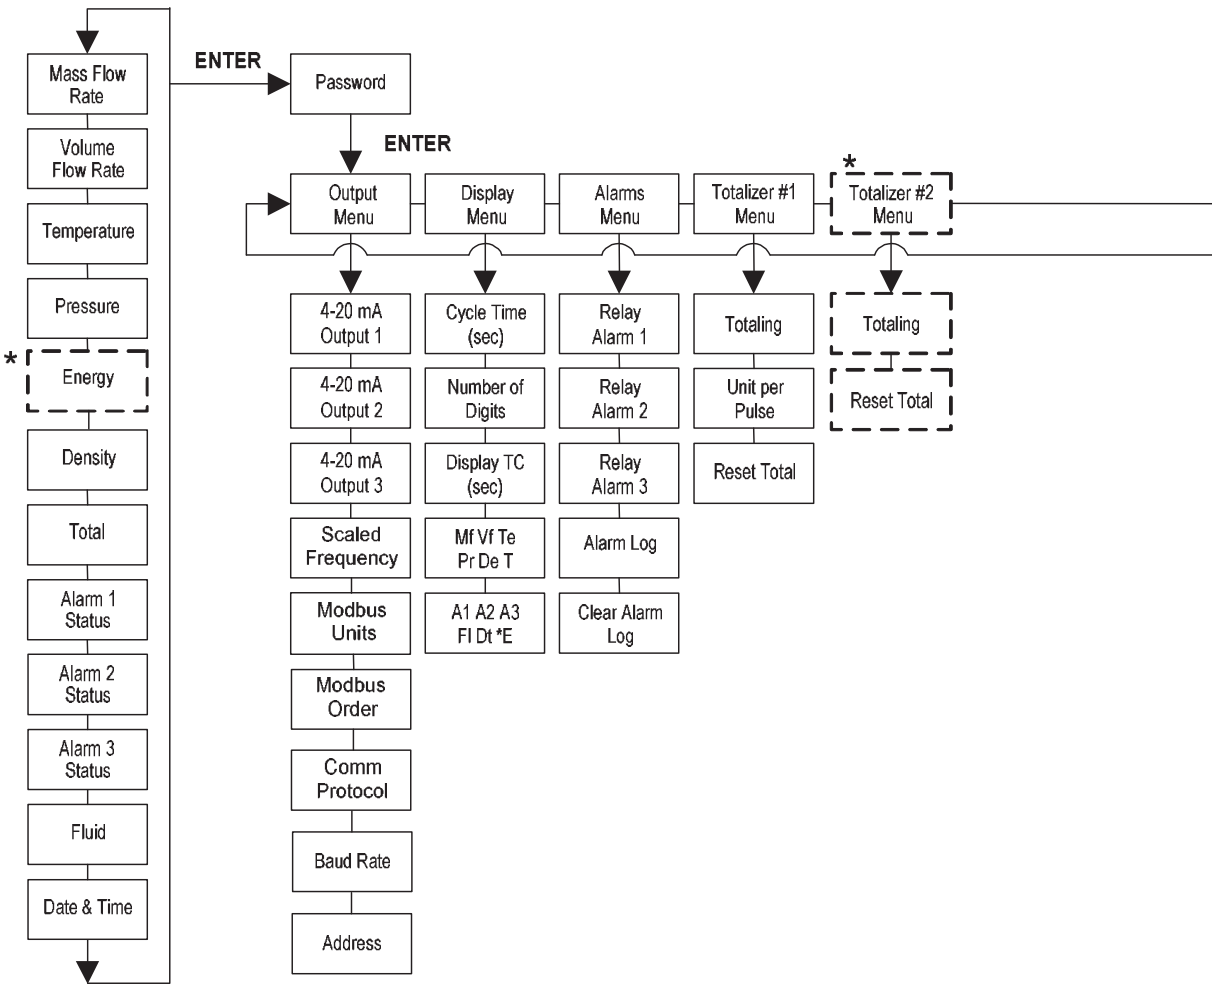 Mass Flow
Rate
Volume
Flow Rate
Temperature
Pressure
*
Energy
Density
Total
Alarm 1
Status
Alarm 2
Status
Alarm 3
Status
Fluid
Date & Time
ENTER
Password
ENTER
Output
Menu
4-20 mA
Output 1
4-20 mA
Output 2
4-20 mA
Output 3
Scaled
Frequency
Modbus
Units
Modbus
Order
Comm
Protocol
Baud Rate
Address
Display
Menu
Cycle Time
(sec)
Number of
Digits
Display TC
(sec)
Mf Vf Te
Pr De T
A1 A2 A3
Fl Dt *E
Alarms
Menu
Relay
Alarm 1
Relay
Alarm 2
Relay
Alarm 3
Alarm Log
Clear Alarm
Log
Totalizer #1
Menu
Totaling
Unit per
Pulse
Reset Total
*
Totalizer #2
Menu
Totaling
Reset Total